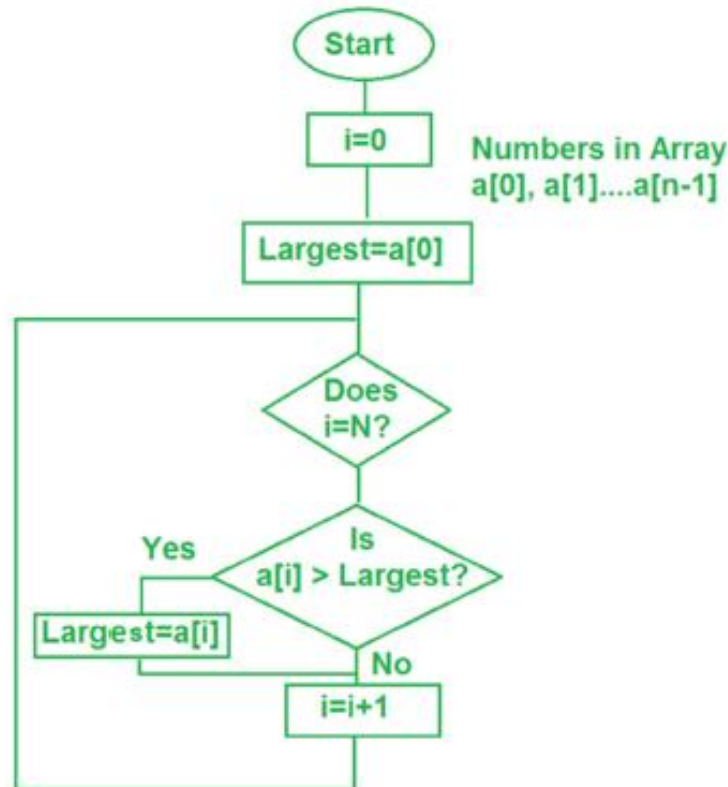 Start
i=0
Numbers in Array
a[0], a[1]....a[n-1]
Largest=a[0]
Does
i=N?
Is
a[i] > Largest?
Yes
Largest=a[i]
No
i=i+1